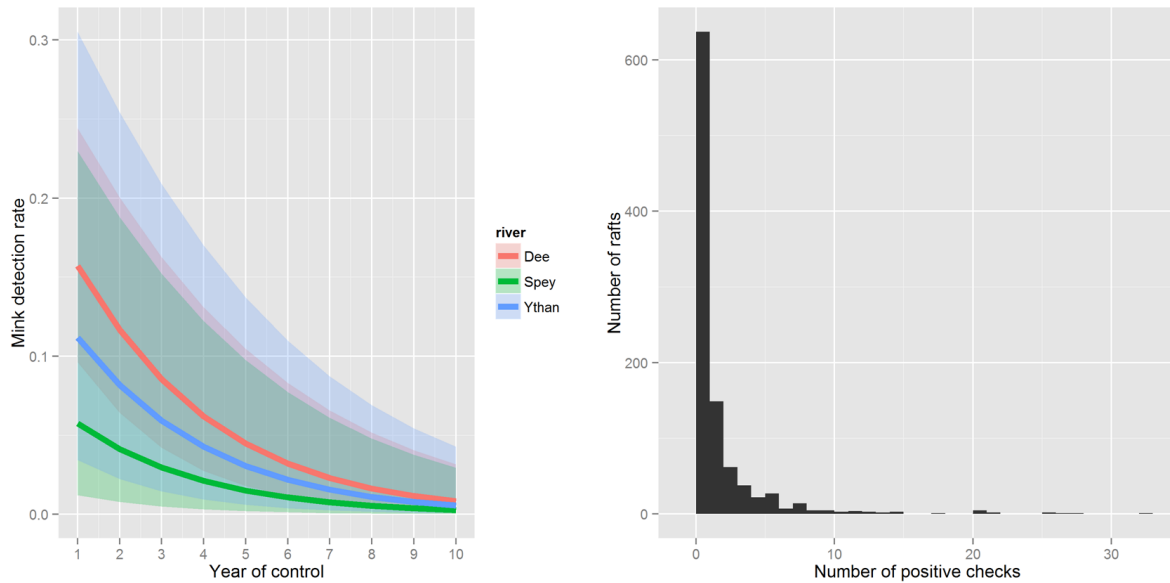 0.3
0.2
0.1
0.0
Mink detection rate
1 2 3 4 5 6 7 8 9 10
Year of control
river
Dee
Spey
Ythan
600
400
200
0
Number of rafts
0 10 20 30
Number of positive checks